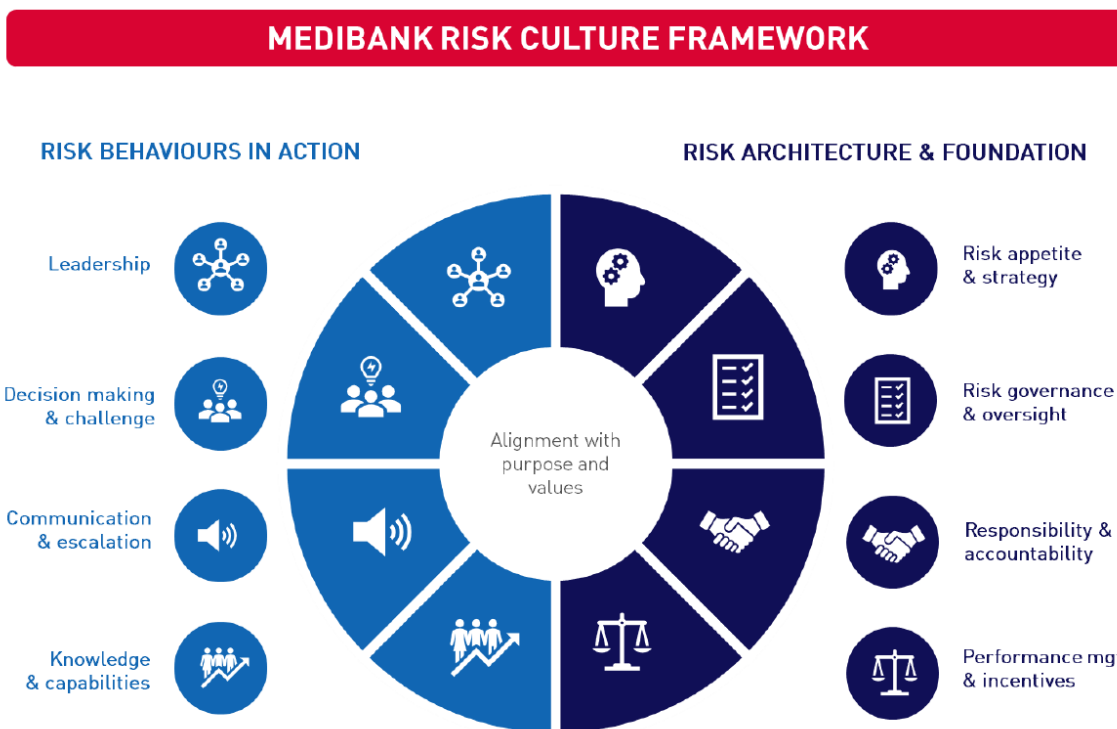 MEDIBANK RISK CULTURE FRAMEWORK
RISK BEHAVIOURS IN ACTION
Leadership
Decision making
& challenge
Communication
& escalation
Knowledge
& capabilities
Alignment with
purpose and
values
RISK ARCHITECTURE & FOUNDATION
Risk appetite
& strategy
Risk governance
& oversight
Responsibility &
accountability
Performance mg
& incentives